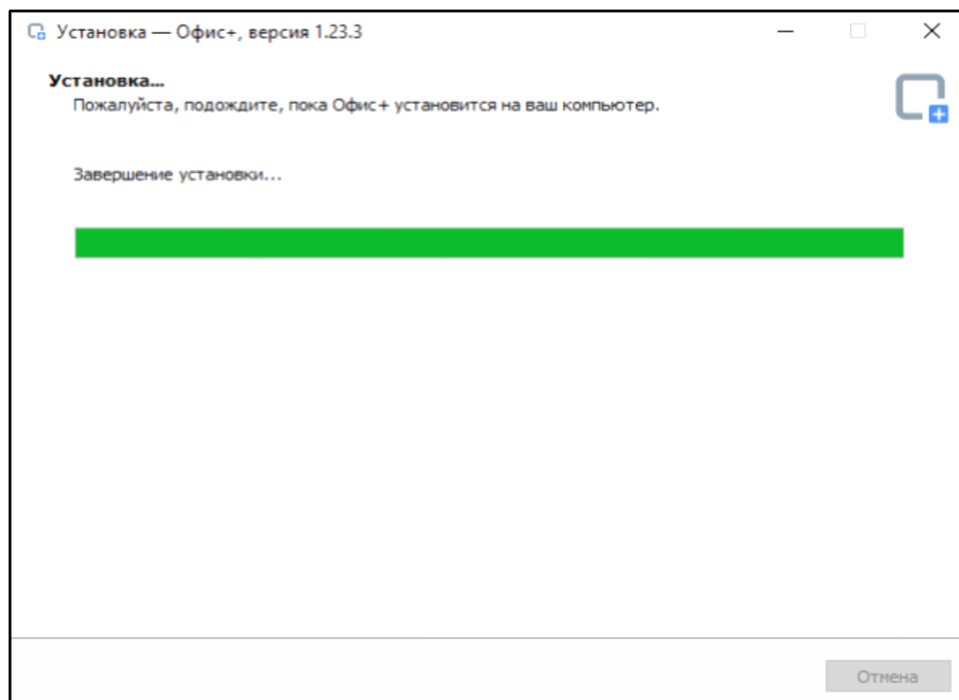 Установка — Офис+, версия 1.23.3
Установка...
Пожалуйста, подождите, пока Офис+ установится на ваш компьютер.
Завершение установки...
Отмена